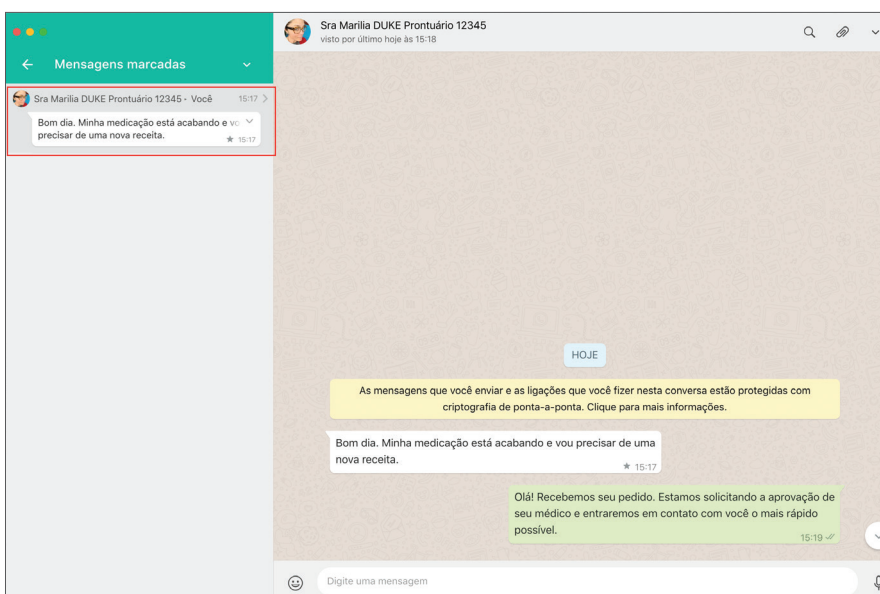 Mensagens marcadas
Sra Marilia DUKE Prontuário 12345 - Você 15:17
Bom dia. Minha medicação está acabando e vo
precisar de uma nova receita.
15:17
Sra Marilia DUKE Prontuário 12345
visto por último hoje às 15:18
HOJE
As mensagens que você enviar e as ligações que você fizer nesta conversa estão protegidas com
criptografia de ponta-a-ponta. Clique para mais informações.
Bom dia. Minha medicação está acabando e vou precisar de uma
nova receita.
15:17
Olá! Recebemos seu pedido. Estamos solicitando a aprovação de
seu médico e entraremos em contato com você o mais rápido
possível.
15:19
Digite uma mensagem